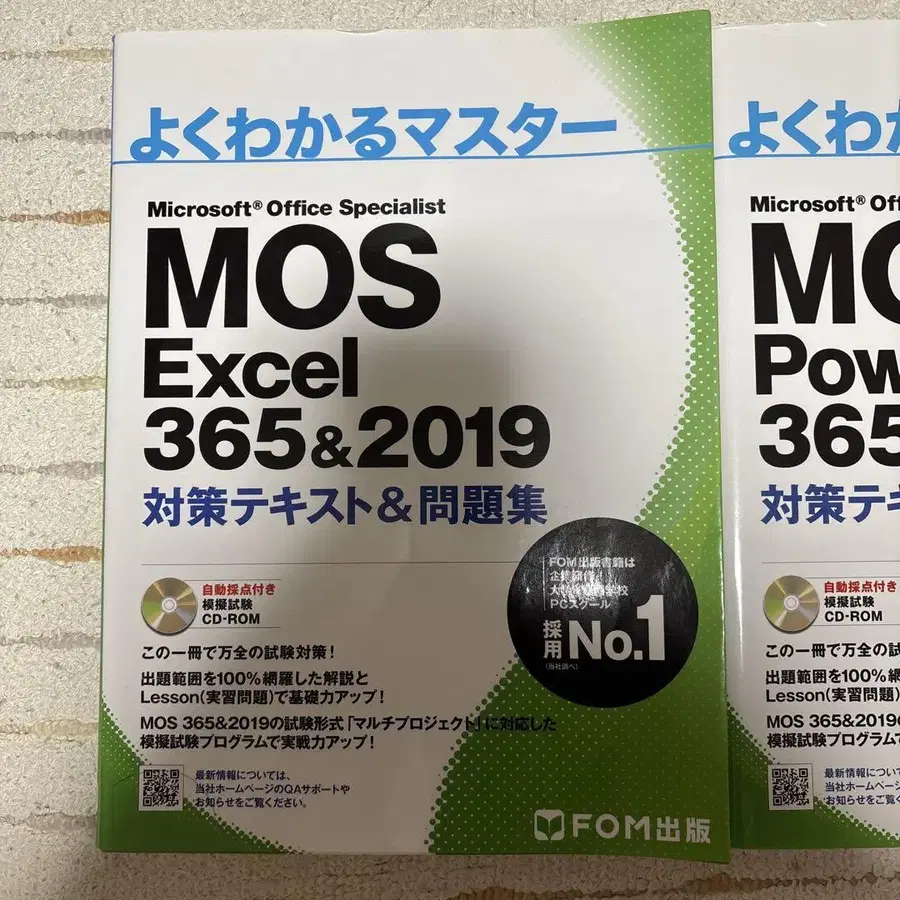 よくわかるマスター
Microsoft® Office Specialist
MOS
Excel
365&2019
対策テキスト&問題集
自動採点付き
模擬試験
CD-ROM
FOM出版書籍は
PCスクール
採用No.1
(当社調べ)
この一冊で万全の試験対策!
出題範囲を100%網羅した解説と
Lesson(実習問題)で基礎力アップ!
MOS 365&2019の試験形式「マルチプロジェクト」に対応した
模擬試験プログラムで実戦力アップ!
最新情報については、
当社ホームページのQAサポートや
お知らせをご覧ください。
FOM出版
よくわか
Microsoft® Off
MO
Pow
365
対策テキ
自動採点付き
模擬試験
CD-ROM
この一冊で万全の試
出題範囲を100%網羅
Lesson(実習問題)
MOS 365&2019の
模擬試験プログラムで
最新情報については、
当社ホームページ
お知らせをご覧